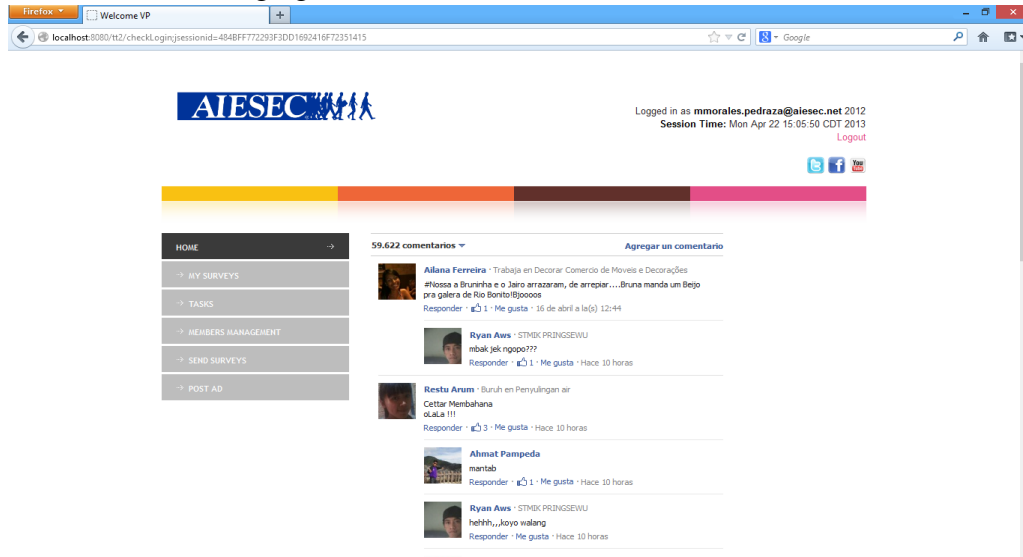 Firefox
Welcome VP
localhost:8080/tt2/checkLogin;jsessionid=484BFF772293F3DD1692416F72351415
Google
AIESEC
Logged in as mmorales.pedraza@aiesec.net 2012
Session Time: Mon Apr 22 15:05:50 CDT 2013
Logout
You
HOME
MY SURVEYS
TASKS
MEMBERS MANAGEMENT
SEND SURVEYS
POST AD
59.622 comentarios
Agregar un comentario
Ailana Ferreira · Trabaja en Decorar Comercio de Moveis e Decorações
#Nossa a Bruninha e o Jairo arrazaram, de arrepiar....Bruna manda um Beijo
pra galera de Rio Bonito!Bjoooos
Responder · 1 · Me gusta · 16 de abril a la(s) 12:44
Ryan Aws · STMIK PRINGSEWU
mbak jek ngopo???
Responder · 1 · Me gusta · Hace 10 horas
Restu Arum · Buruh en Penyulingan air
Cettar Membahana
oLaLa !!!
Responder · 3 · Me gusta · Hace 10 horas
Ahmat Pampeda
mantab
Responder · 1 · Me gusta · Hace 10 horas
Ryan Aws · STMIK PRINGSEWU
hehhh,,,koyo walang
Responder · Me gusta · Hace 10 horas